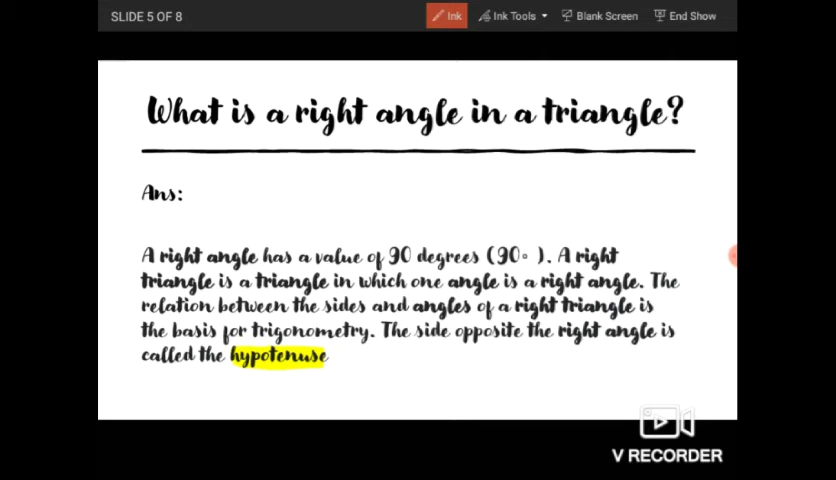 SLIDE 5 OF 8 Ink Ink Tools Blank Screen End Show
What is a right angle in a triangle?
Ans:
A right angle has a value of 90 degrees (90∘ ). A right
triangle is a triangle in which one angle is a right angle. The
relation between the sides and angles of a right triangle is
the basis for trigonometry. The side opposite the right angle is
called the hypotenuse
V RECORDER